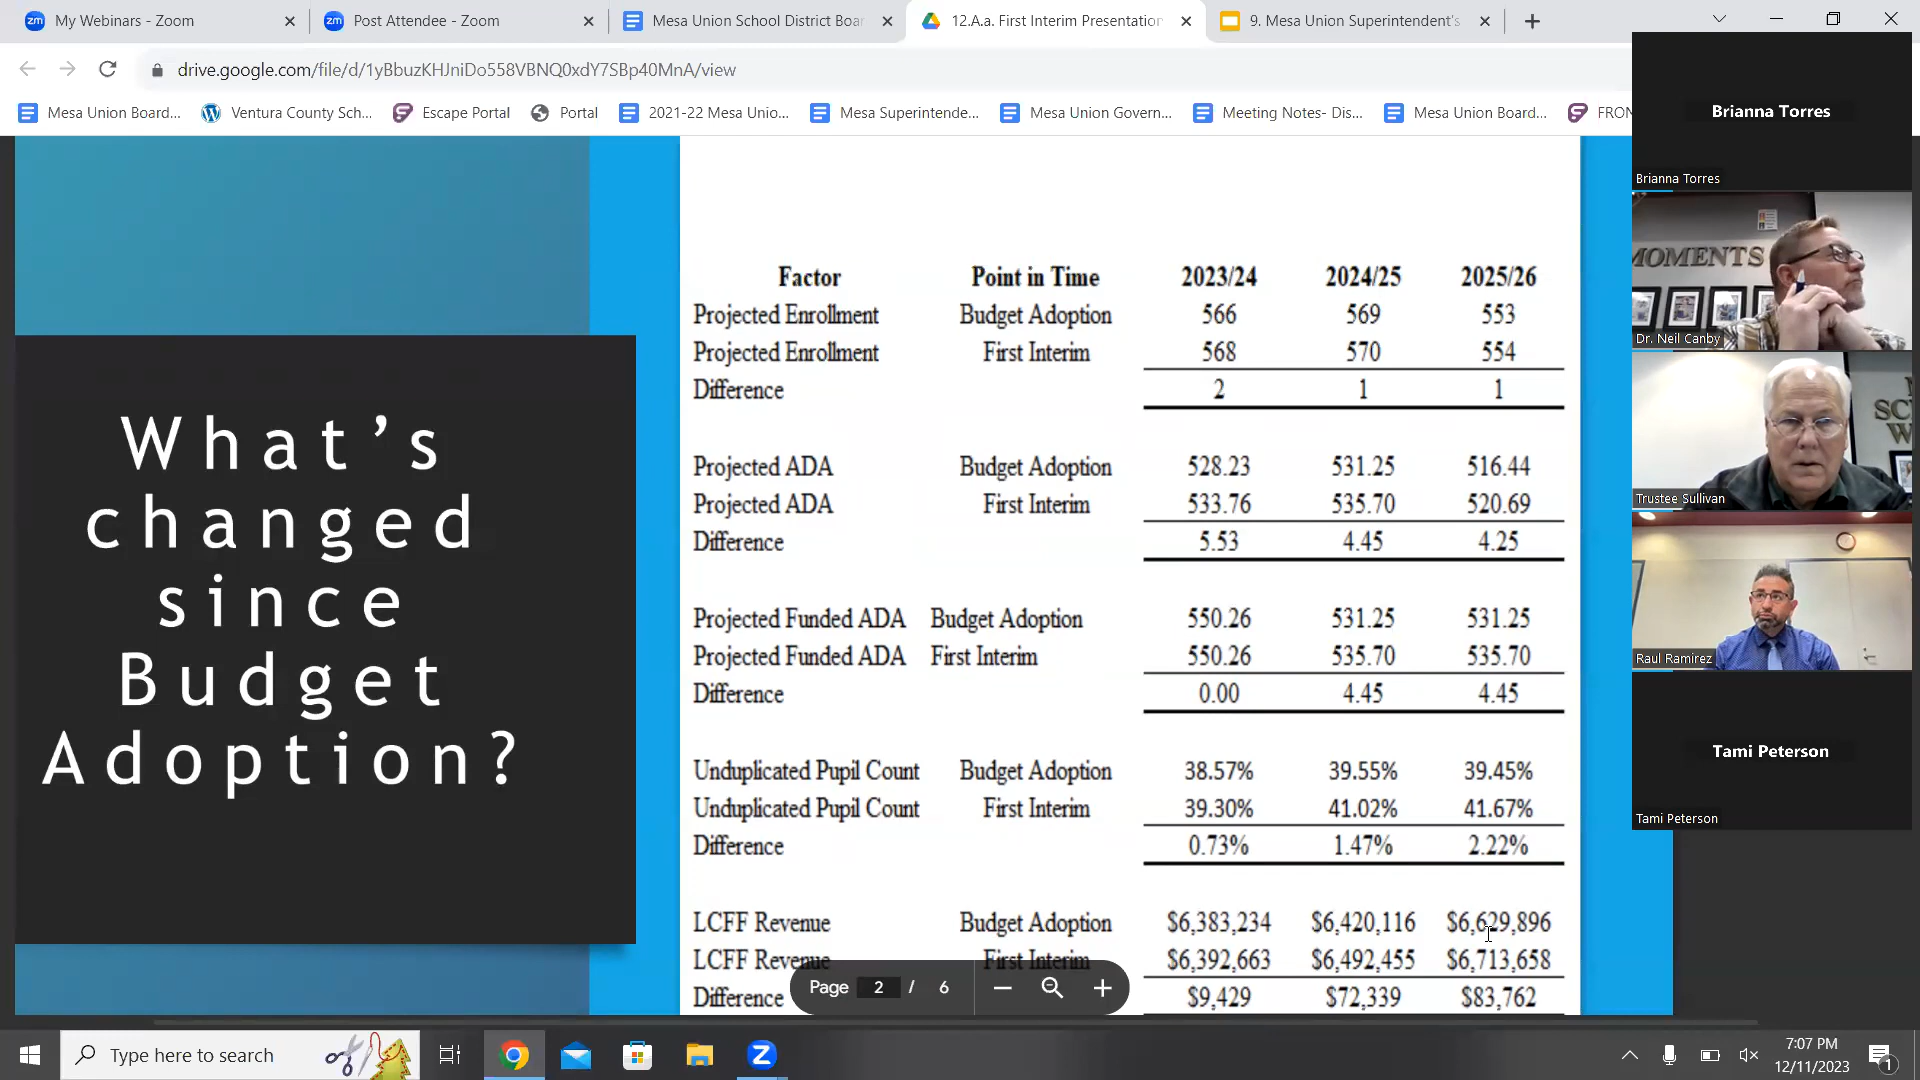 My Webinars - Zoom
Post Attendee - Zoom
Mesa Union School District Boar
12.A.a. First Interim Presentation
9. Mesa Union Superintendent's
drive.google.com/file/d/1yBbuzKHJniDo558VBNQ0xdY7SBp40MnA/view
Mesa Union Board...
Ventura County Sch...
Escape Portal
Portal
2021-22 Mesa Unio...
Mesa Superintende...
Mesa Union Govern...
Meeting Notes- Dis...
Mesa Union Board...
FRON
What's
changed
since
Budget
Adoption?
Factor Point in Time 2023/24 2024/25 2025/26
Projected Enrollment Budget Adoption 566 569 553
Projected Enrollment First Interim 568 570 554
Difference 2 1 1
Projected ADA Budget Adoption 528.23 531.25 516.44
Projected ADA First Interim 533.76 535.70 520.69
Difference 5.53 4.45 4.25
Projected Funded ADA Budget Adoption 550.26 531.25 531.25
Projected Funded ADA First Interim 550.26 535.70 535.70
Difference 0.00 4.45 4.45
Unduplicated Pupil Count Budget Adoption 38.57% 39.55% 39.45%
Unduplicated Pupil Count First Interim 39.30% 41.02% 41.67%
Difference 0.73% 1.47% 2.22%
LCFF Revenue Budget Adoption $6,383,234 $6,420,116 $6,629,896
LCFF Revenue First Interim $6,392,663 $6,492,455 $6,713,658
Difference $9,429 $72,339 $83,762
Page 2 / 6
Brianna Torres
Brianna Torres
MOMENTS
Dr. Neil Canby
Trustee Sullivan
Raul Ramirez
Tami Peterson
Tami Peterson
Type here to search
7:07 PM
12/11/2023
1